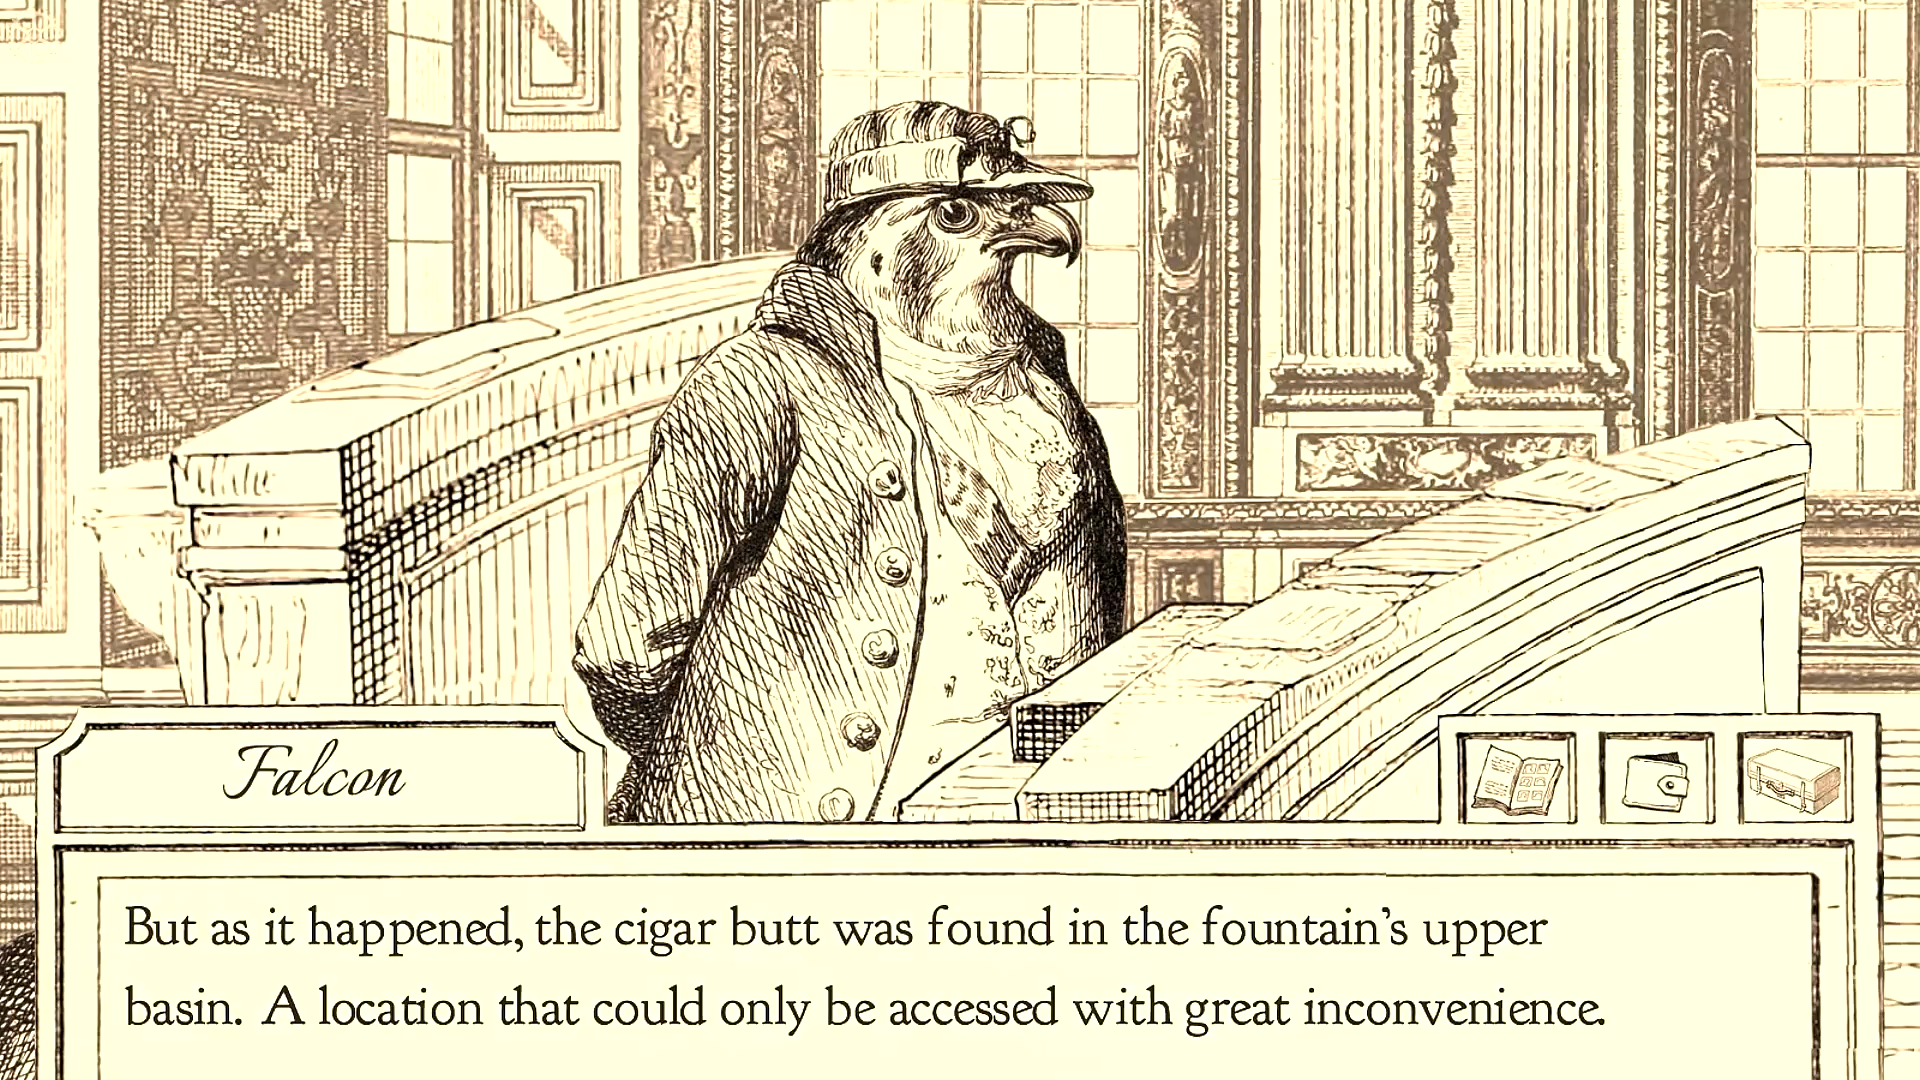 Falcon
But as it happened, the cigar butt was found in the fountain's upper
basin. A location that could only be accessed with great inconvenience.